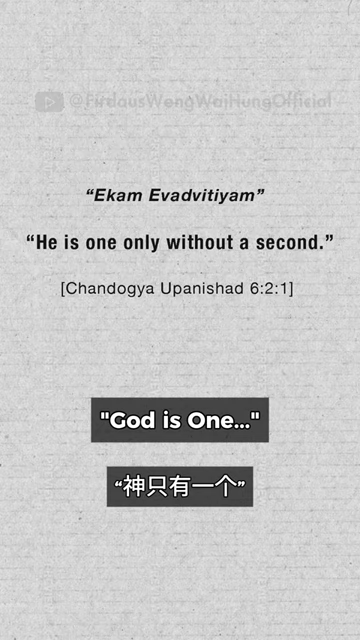 @FirdausWongWaiHungOfficial
“Ekam Evadvitiyam”
“He is one only without a second.”
[Chandogya Upanishad 6:2:1]
"God is One..."
“神只有一个”